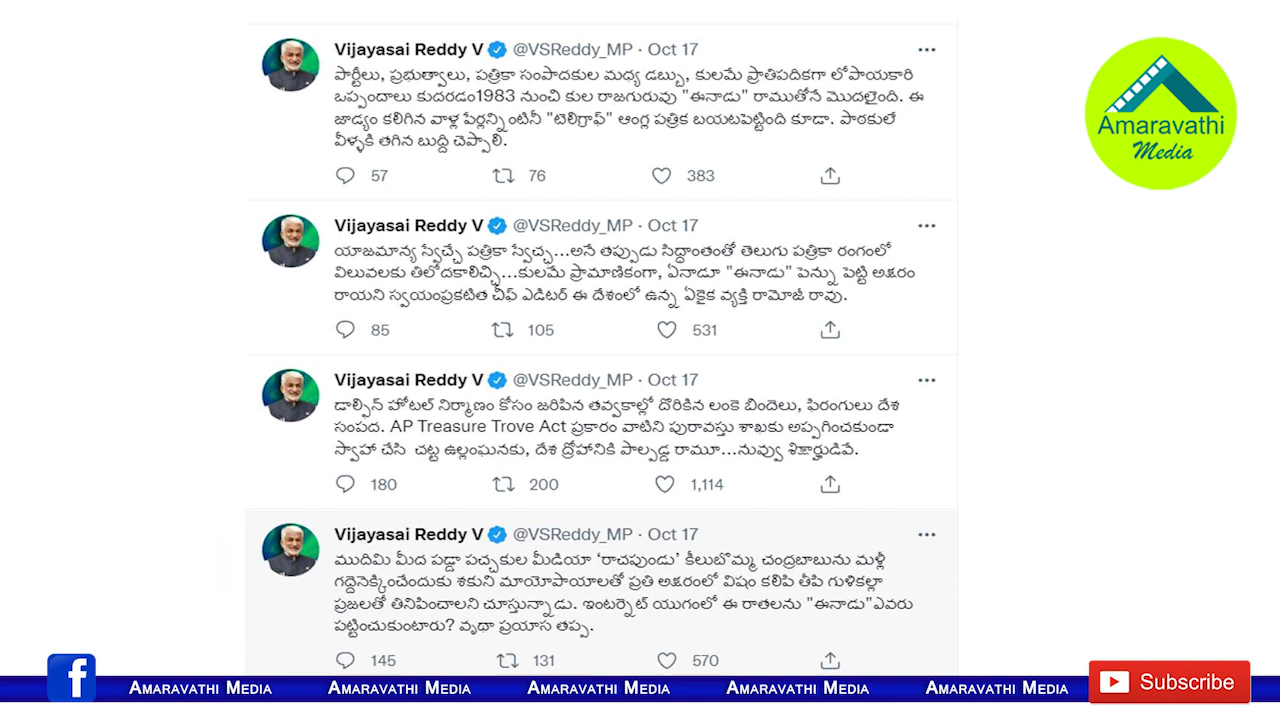 Vijayasai Reddy V @VSReddy_MP · Oct 17
పార్టీలు, ప్రభుత్వాలు, పత్రికా సంపాదకుల మధ్య డబ్బు, కులమే ప్రాతిపదికగా లోపాయకారి
ఒప్పందాలు కుదరడం1983 నుంచి కుల రాజగురువు "ఈనాడు" రాముతోనే మొదలైంది. ఈ
జాడ్యం కలిగిన వాళ్ల పేర్లన్నింటినీ "టెలిగ్రాఫ్" ఆంగ్ల పత్రిక బయటపెట్టింది కూడా. పాఠకులే
వీళ్ళకి తగిన బుద్ది చెప్పాలి.
57 76 383
Vijayasai Reddy V @VSReddy_MP · Oct 17
యాజమాన్య స్వేచ్చే పత్రికా స్వేచ్ఛ...అనే తప్పుడు సిద్ధాంతంతో తెలుగు పత్రికా రంగంలో
విలువలకు తిలోదకాలిచ్చి...కులమే ప్రామాణికంగా, ఏనాడూ "ఈనాడు" పెన్ను పెట్టి అక్షరం
రాయని స్వయంప్రకటిత చీఫ్ ఎడిటర్ ఈ దేశంలో ఉన్న ఏకైక వ్యక్తి రామోజీ రావు.
85 105 531
Vijayasai Reddy V @VSReddy_MP · Oct 17
డాల్ఫిన్ హోటల్ నిర్మాణం కోసం జరిపిన తవ్వకాల్లో దొరికిన లంకె బిందెలు, ఫిరంగులు దేశ
సంపద. AP Treasure Trove Act ప్రకారం వాటిని పురావస్తు శాఖకు అప్పగించకుండా
స్వాహా చేసి చట్ట ఉల్లంఘనకు, దేశ ద్రోహానికి పాల్పడ్డ రామూ...నువ్వు శిక్షార్హుడివే.
180 200 1,114
Vijayasai Reddy V @VSReddy_MP · Oct 17
ముదిమి మీద పడ్డా పచ్చకుల మీడియా ‘రాచపుండు’ కీలుబొమ్మ చంద్రబాబును మళ్లీ
గద్దెనెక్కించేందుకు శకుని మాయోపాయాలతో ప్రతి అక్షరంలో విషం కలిపి తీపి గుళికల్లా
ప్రజలతో తినిపించాలని చూస్తున్నాడు. ఇంటర్నెట్ యుగంలో ఈ రాతలను "ఈనాడు"ఎవరు
పట్టించుకుంటారు? వృథా ప్రయాస తప్ప.
145 131 570
Amaravathi
Media
f Amaravathi Media Amaravathi Media Amaravathi Media Amaravathi Media Amaravathi Media Subscribe